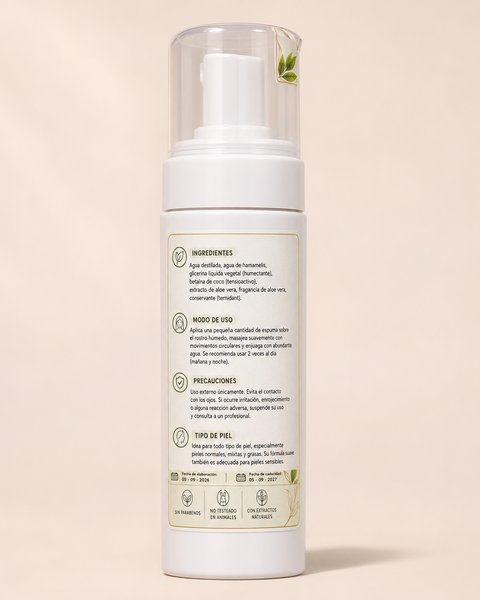 INGREDIENTES
Agua destilada, agua de hamamelis,
glicerina líquida vegetal (humectante),
betaína de coco (tensioactivo),
extracto de aloe vera, fragancia de aloe vera,
conservante (temidant).
MODO DE USO
Aplica una pequeña cantidad de espuma sobre
el rostro húmedo, masajea suavemente con
movimientos circulares y enjuaga con abundante
agua. Se recomienda usar 2 veces al día
(mañana y noche).
PRECAUCIONES
Uso externo únicamente. Evita el contacto
con los ojos. Si ocurre irritación, enrojecimiento
o alguna reacción adversa, suspende su uso
y consulta a un profesional.
TIPO DE PIEL
Idea para todo tipo de piel, especialmente
pieles normales, mixtas y grasas. Su fórmula suave
también es adecuada para pieles sensibles.
Fecha de elaboración:
05 - 09 - 2026
Fecha de caducidad:
05 - 09 - 2027
SIN PARABENOS
NO TESTEADO
EN ANIMALES
CON EXTRACTOS
NATURALES